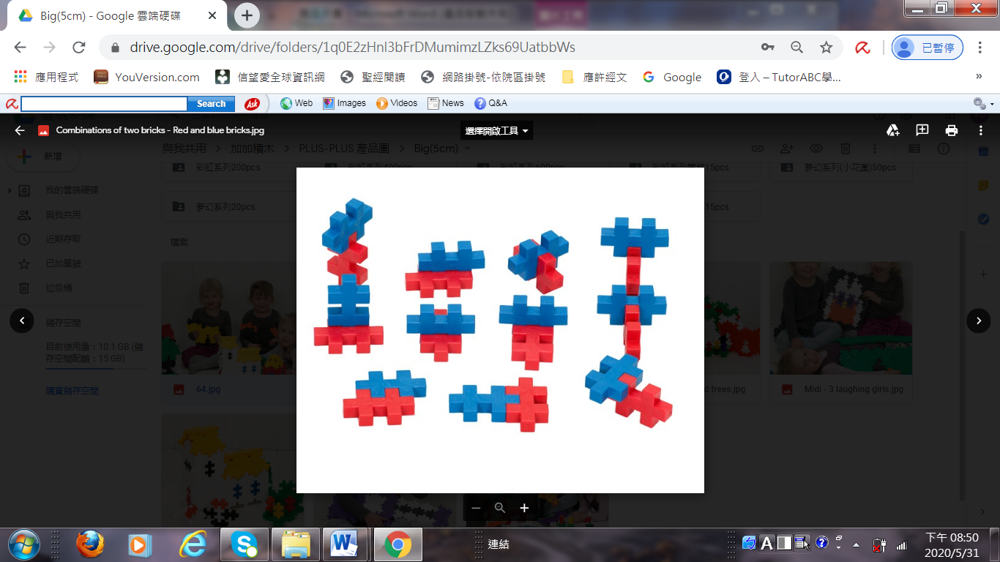 Big(5cm) - Google 雲端硬碟
drive.google.com/drive/folders/1q0E2zHnl3bFrDMumimzLZks69UatbbWs
已暫停
應用程式
YouVersion.com
信望愛全球資訊網
聖經閱讀
網路掛號-依院區掛號
應許經文
Google
登入 – TutorABC學...
»
Search
Ask
Web
Images
Videos
News
Q&A
Combinations of two bricks - Red and blue bricks.jpg
選擇開啟工具
新增
與我共用
加加積木
PLUS-PLUS 產品圖
Big(5cm)
彩虹系列200pcs
夢幻系列(小花園)50pcs
我的雲端硬碟
夢幻系列20pcs
15pcs
與我共用
近期存取
檔案
已加星號
垃圾桶
儲存空間
目前使用量：10.1 GB (儲
存空間配額：15 GB)
購買儲存空間
64.jpg
d trees.jpg
Midi - 3 laughing girls.jpg
連結
A
下午 08:50
2020/5/31